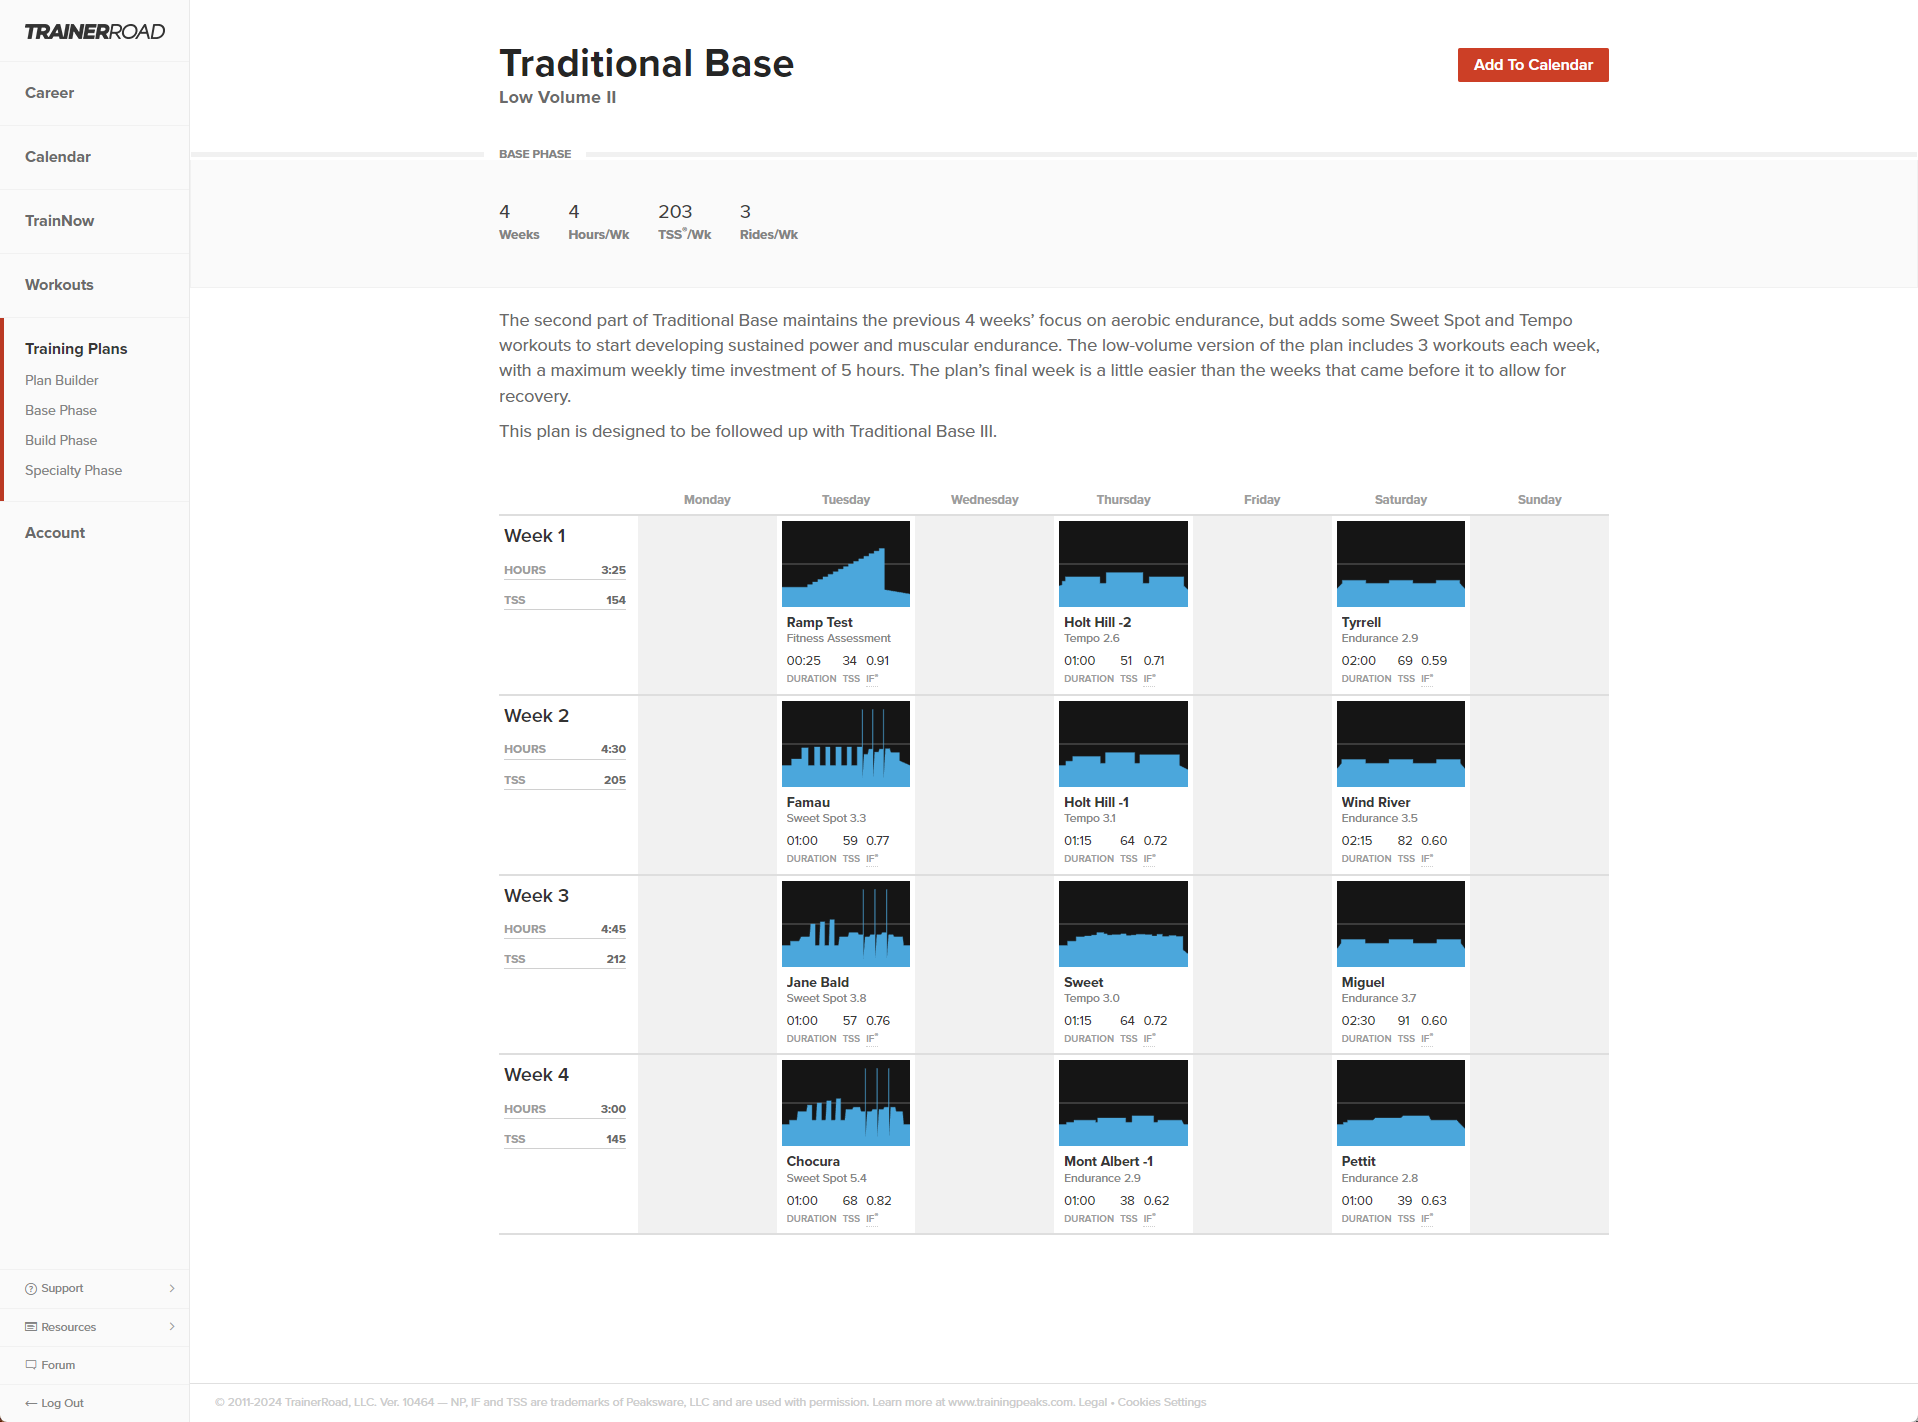 TRAINERROAD
Career
Calendar
TrainNow
Workouts
Training Plans
Plan Builder
Base Phase
Build Phase
Specialty Phase
Account
Support
Resources
Forum
Log Out
Traditional Base
Low Volume II
Add To Calendar
BASE PHASE
4 4 203 3
Weeks Hours/Wk TSS®/Wk Rides/Wk
The second part of Traditional Base maintains the previous 4 weeks’ focus on aerobic endurance, but adds some Sweet Spot and Tempo
workouts to start developing sustained power and muscular endurance. The low-volume version of the plan includes 3 workouts each week,
with a maximum weekly time investment of 5 hours. The plan’s final week is a little easier than the weeks that came before it to allow for
recovery.
This plan is designed to be followed up with Traditional Base III.
Monday Tuesday Wednesday Thursday Friday Saturday Sunday
Week 1
HOURS 3:25
TSS 154
Ramp Test
Fitness Assessment
00:25 34 0.91
DURATION TSS IF®
Holt Hill -2
Tempo 2.6
01:00 51 0.71
DURATION TSS IF®
Tyrrell
Endurance 2.9
02:00 69 0.59
DURATION TSS IF®
Week 2
HOURS 4:30
TSS 205
Famau
Sweet Spot 3.3
01:00 59 0.77
DURATION TSS IF®
Holt Hill -1
Tempo 3.1
01:15 64 0.72
DURATION TSS IF®
Wind River
Endurance 3.5
02:15 82 0.60
DURATION TSS IF®
Week 3
HOURS 4:45
TSS 212
Jane Bald
Sweet Spot 3.8
01:00 57 0.76
DURATION TSS IF®
Sweet
Tempo 3.0
01:15 64 0.72
DURATION TSS IF®
Miguel
Endurance 3.7
02:30 91 0.60
DURATION TSS IF®
Week 4
HOURS 3:00
TSS 145
Chocura
Sweet Spot 5.4
01:00 68 0.82
DURATION TSS IF®
Mont Albert -1
Endurance 2.9
01:00 38 0.62
DURATION TSS IF®
Pettit
Endurance 2.8
01:00 39 0.63
DURATION TSS IF®
© 2011-2024 TrainerRoad, LLC. Ver. 10464 — NP, IF and TSS are trademarks of Peaksware, LLC and are used with permission. Learn more at www.trainingpeaks.com. Legal • Cookies Settings